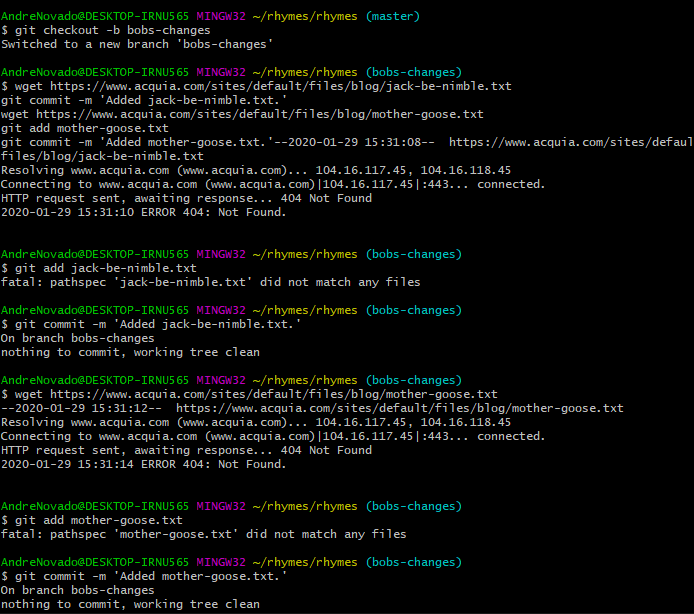 AndreNovado@DESKTOP-IRNU565 MINGW32 ~/rhymes/rhymes (master)
$ git checkout -b bobs-changes
Switched to a new branch 'bobs-changes'
AndreNovado@DESKTOP-IRNU565 MINGW32 ~/rhymes/rhymes (bobs-changes)
$ wget https://www.acquia.com/sites/default/files/blog/jack-be-nimble.txt
git commit -m 'Added jack-be-nimble.txt.'
wget https://www.acquia.com/sites/default/files/blog/mother-goose.txt
git add mother-goose.txt
git commit -m 'Added mother-goose.txt.'--2020-01-29 15:31:08--  https://www.acquia.com/sites/defaul
files/blog/jack-be-nimble.txt
Resolving www.acquia.com (www.acquia.com)... 104.16.117.45, 104.16.118.45
Connecting to www.acquia.com (www.acquia.com)|104.16.117.45|:443... connected.
HTTP request sent, awaiting response... 404 Not Found
2020-01-29 15:31:10 ERROR 404: Not Found.
AndreNovado@DESKTOP-IRNU565 MINGW32 ~/rhymes/rhymes (bobs-changes)
$ git add jack-be-nimble.txt
fatal: pathspec 'jack-be-nimble.txt' did not match any files
AndreNovado@DESKTOP-IRNU565 MINGW32 ~/rhymes/rhymes (bobs-changes)
$ git commit -m 'Added jack-be-nimble.txt.'
On branch bobs-changes
nothing to commit, working tree clean
AndreNovado@DESKTOP-IRNU565 MINGW32 ~/rhymes/rhymes (bobs-changes)
$ wget https://www.acquia.com/sites/default/files/blog/mother-goose.txt
--2020-01-29 15:31:12--  https://www.acquia.com/sites/default/files/blog/mother-goose.txt
Resolving www.acquia.com (www.acquia.com)... 104.16.117.45, 104.16.118.45
Connecting to www.acquia.com (www.acquia.com)|104.16.117.45|:443... connected.
HTTP request sent, awaiting response... 404 Not Found
2020-01-29 15:31:14 ERROR 404: Not Found.
AndreNovado@DESKTOP-IRNU565 MINGW32 ~/rhymes/rhymes (bobs-changes)
$ git add mother-goose.txt
fatal: pathspec 'mother-goose.txt' did not match any files
AndreNovado@DESKTOP-IRNU565 MINGW32 ~/rhymes/rhymes (bobs-changes)
$ git commit -m 'Added mother-goose.txt.'
On branch bobs-changes
nothing to commit, working tree clean